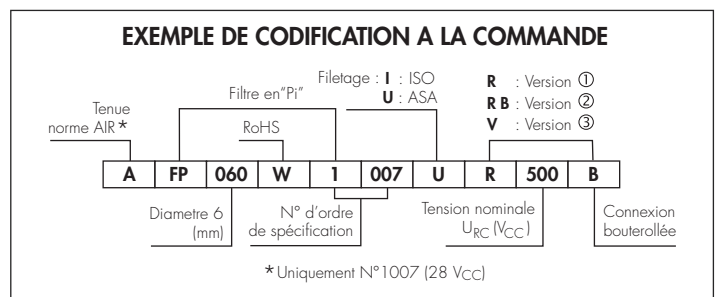 EXEMPLE DE CODIFICATION A LA COMMANDE
Tenue
norme AIR*
Filtre en"Pi"
RoHS
Filetage : I : ISO
U : ASA
R : Version ①
R B : Version ②
V : Version ③
A FP 060 W 1 007 U R 500 B
Diametre 6
(mm)
N° d'ordre
de spécification
Tension nominale
URC (VCC)
Connexion
bouterollée
*Uniquement N°1007 (28 VCC)